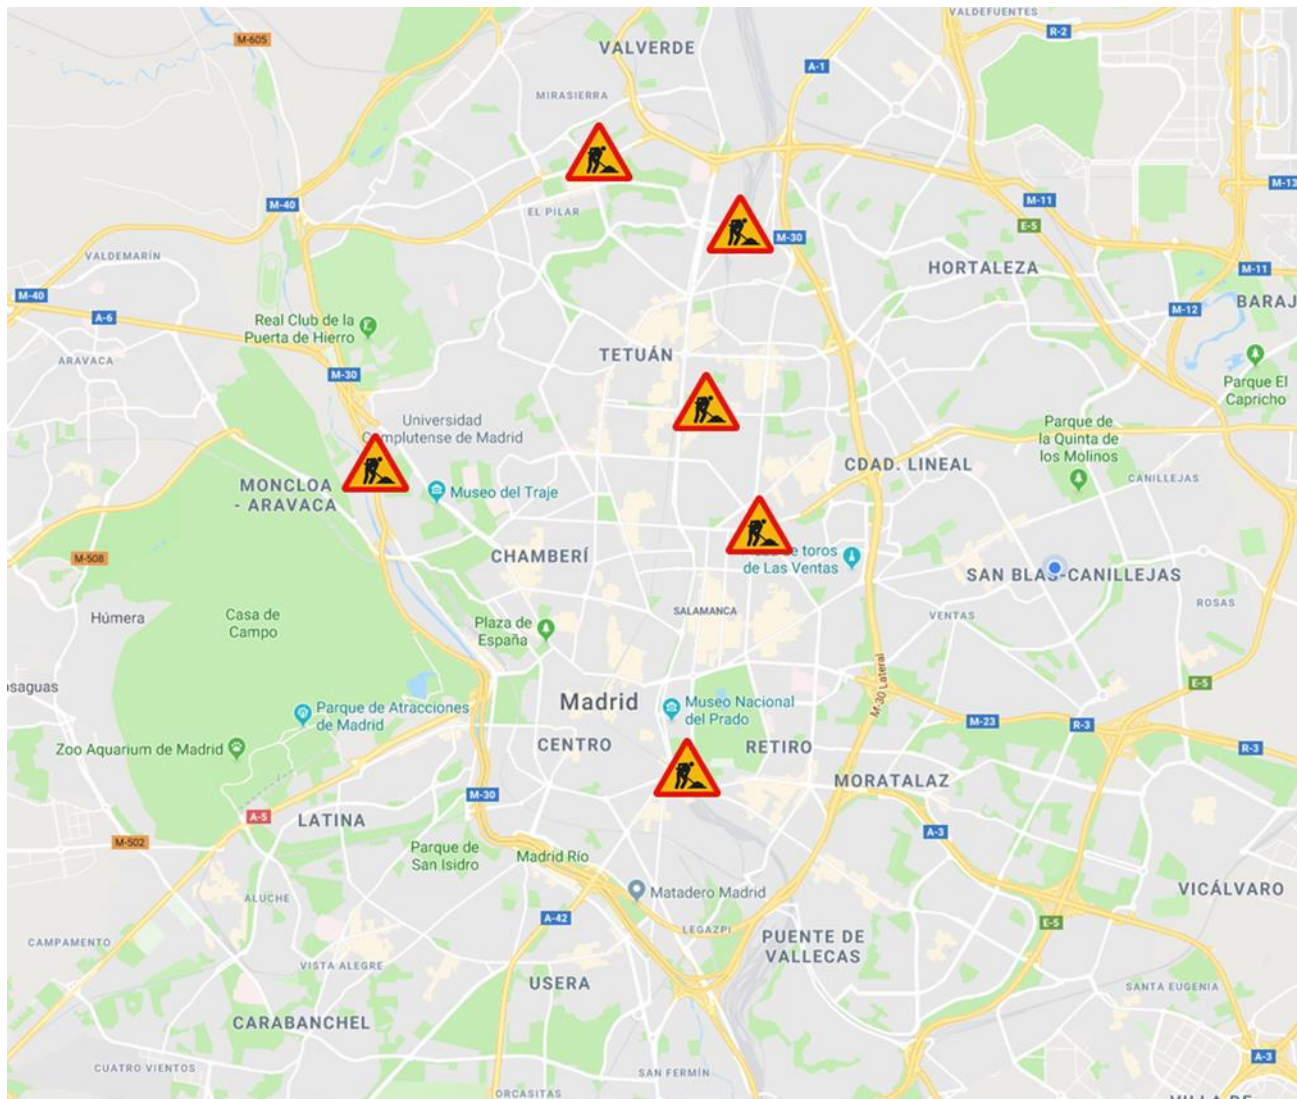 VALDEFUENTES
R-2
M-605
VALVERDE
A-1
MIRASIERRA
M-13
M-40
M-11
EL PILAR
E-5
M-30
VALDEMARÍN
HORTALEZA
M-11
M-40
M-12
BARAJ
A-6
Real Club de la
Puerta de Hierro
TETUÁN
ARAVACA
M-30
Parque El
Capricho
Universidad
Complutense de Madrid
Parque de
la Quinta de
los Molinos
CDAD. LINEAL
CANILLEJAS
MONCLOA
- ARAVACA
Museo del Traje
M-508
CHAMBERÍ
de toros
de Las Ventas
SAN BLAS-CANILLEJAS
Húmera
Casa de
Campo
SALAMANCA
VENTAS
ROSAS
Plaza de
España
osaguas
M-30 Lateral
E-5
Madrid
Museo Nacional
del Prado
Parque de Atracciones
de Madrid
M-23
R-3
Zoo Aquarium de Madrid
CENTRO
RETIRO
R-3
MORATALAZ
M-30
A-5
LATINA
A-3
M-502
Parque de
San Isidro
Madrid Río
Matadero Madrid
VICÁLVARO
ALUCHE
A-42
E-5
LEGAZPI
CAMPAMENTO
PUENTE DE
VALLECAS
VISTA ALEGRE
USERA
SANTA EUGENIA
CARABANCHEL
A-3
CUATRO VIENTOS
SAN FERMÍN
ORCASITAS
VILLA DE